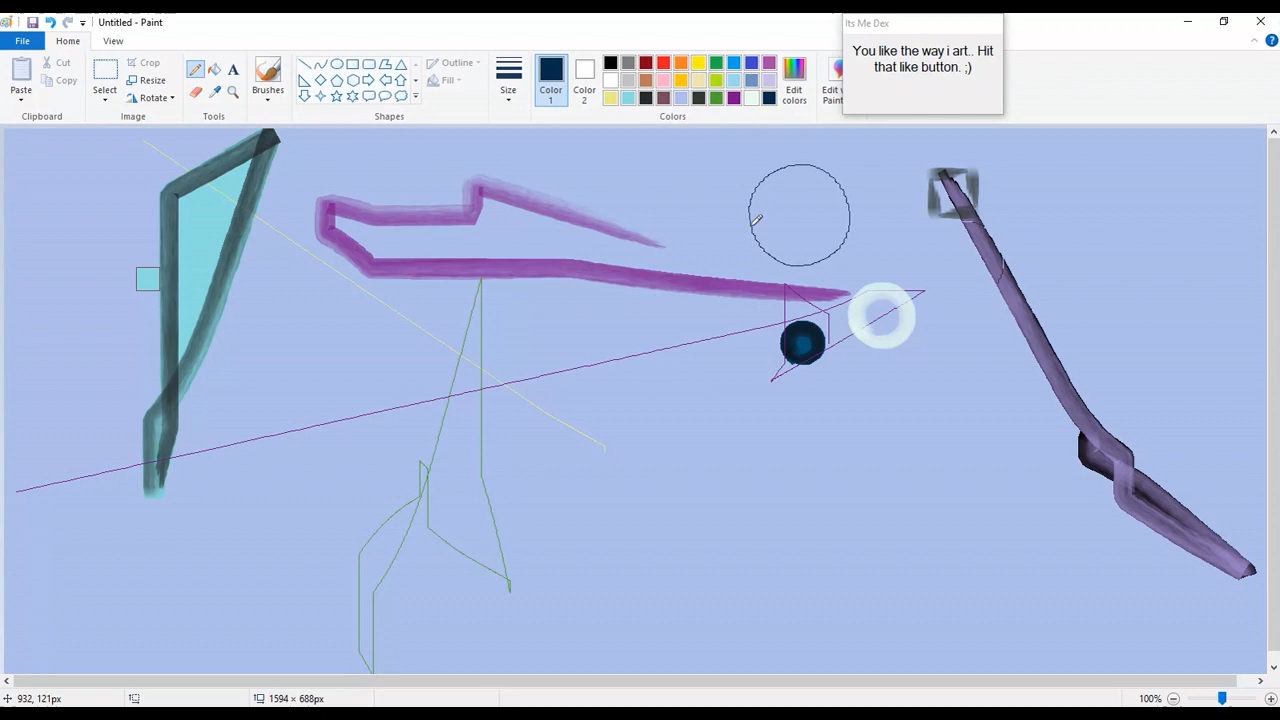 Untitled - Paint
Its Me Dex
You like the way i art.. Hit
that like button. ;)
File
Home
View
Paste
Cut
Copy
Clipboard
Select
Crop
Resize
Rotate
Image
A
Tools
Brushes
Shapes
Outline
Fill
Size
Color
1
Color
2
Edit
colors
Colors
Edit
Paint
932, 121px
1594 × 688px
100%